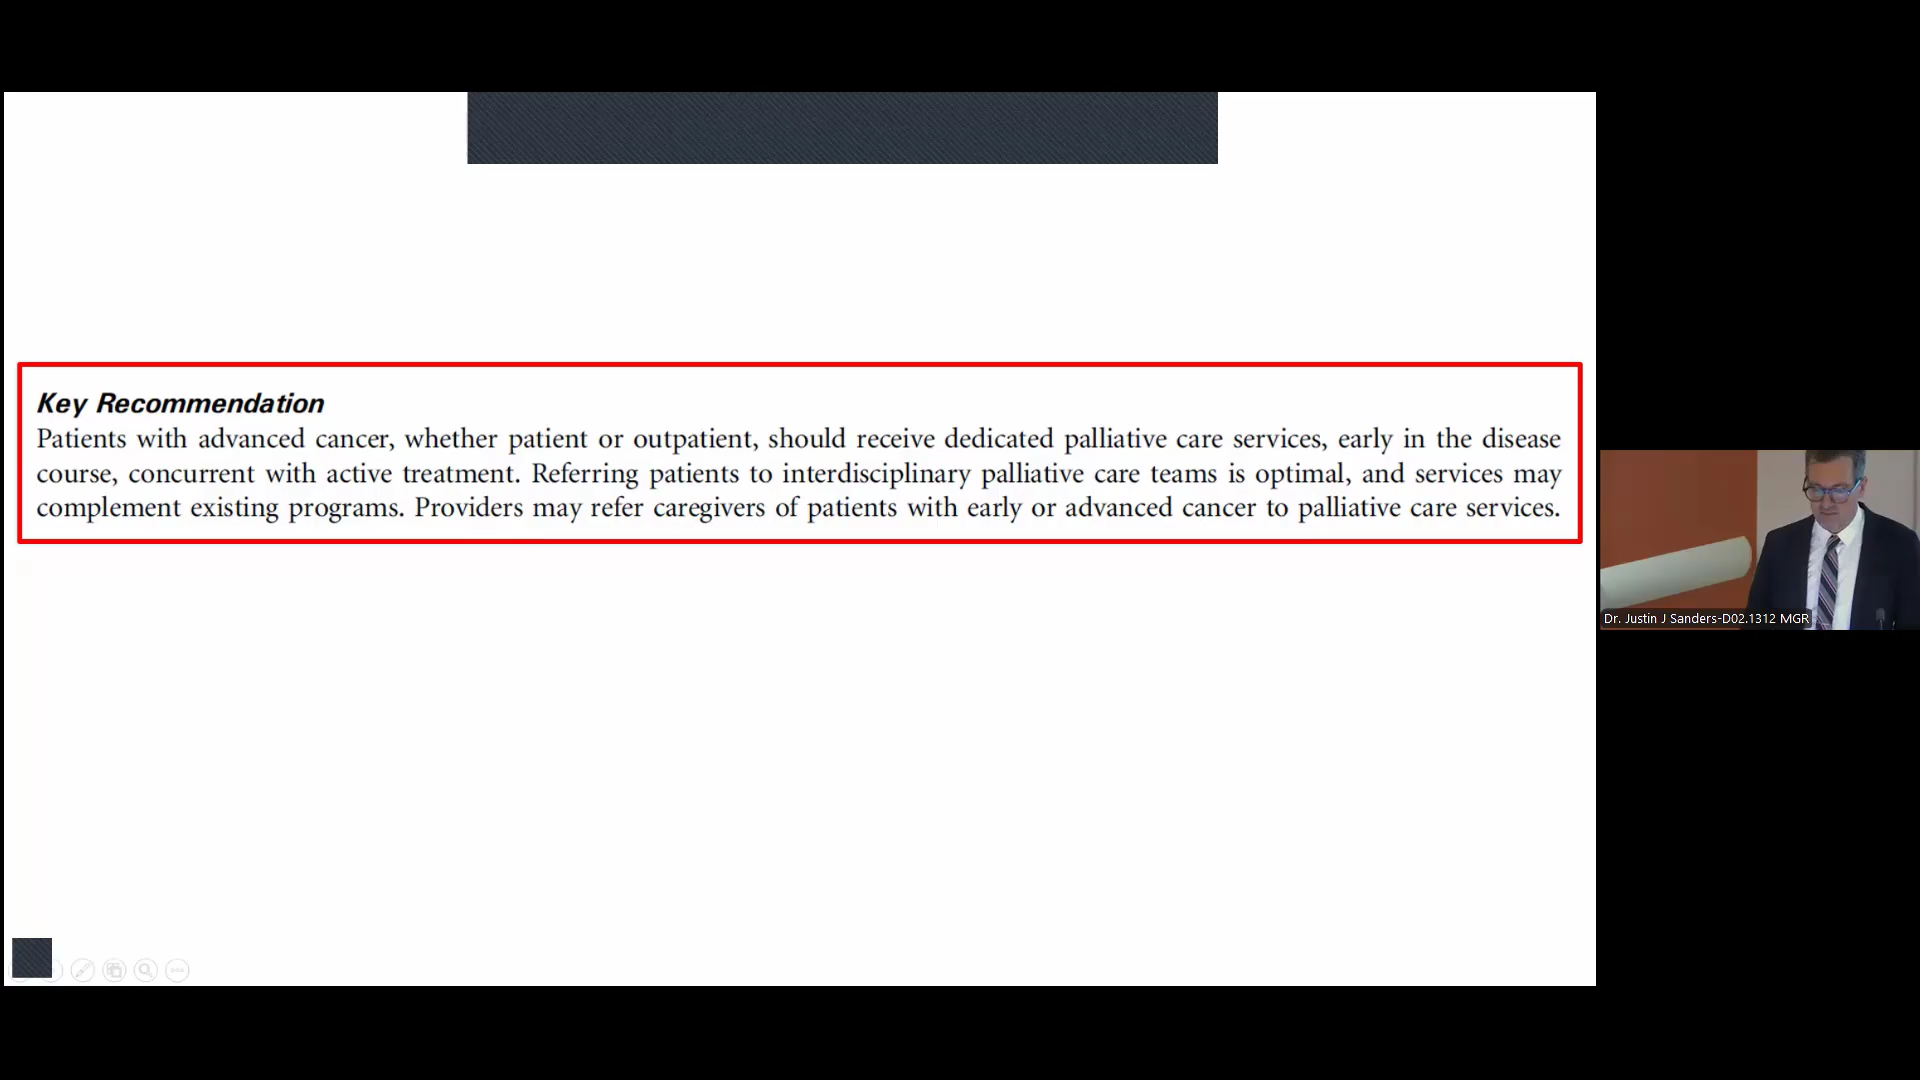 Key Recommendation
Patients with advanced cancer, whether patient or outpatient, should receive dedicated palliative care services, early in the disease
course, concurrent with active treatment. Referring patients to interdisciplinary palliative care teams is optimal, and services may
complement existing programs. Providers may refer caregivers of patients with early or advanced cancer to palliative care services.
Dr. Justin J Sanders-D02.1312 MGR